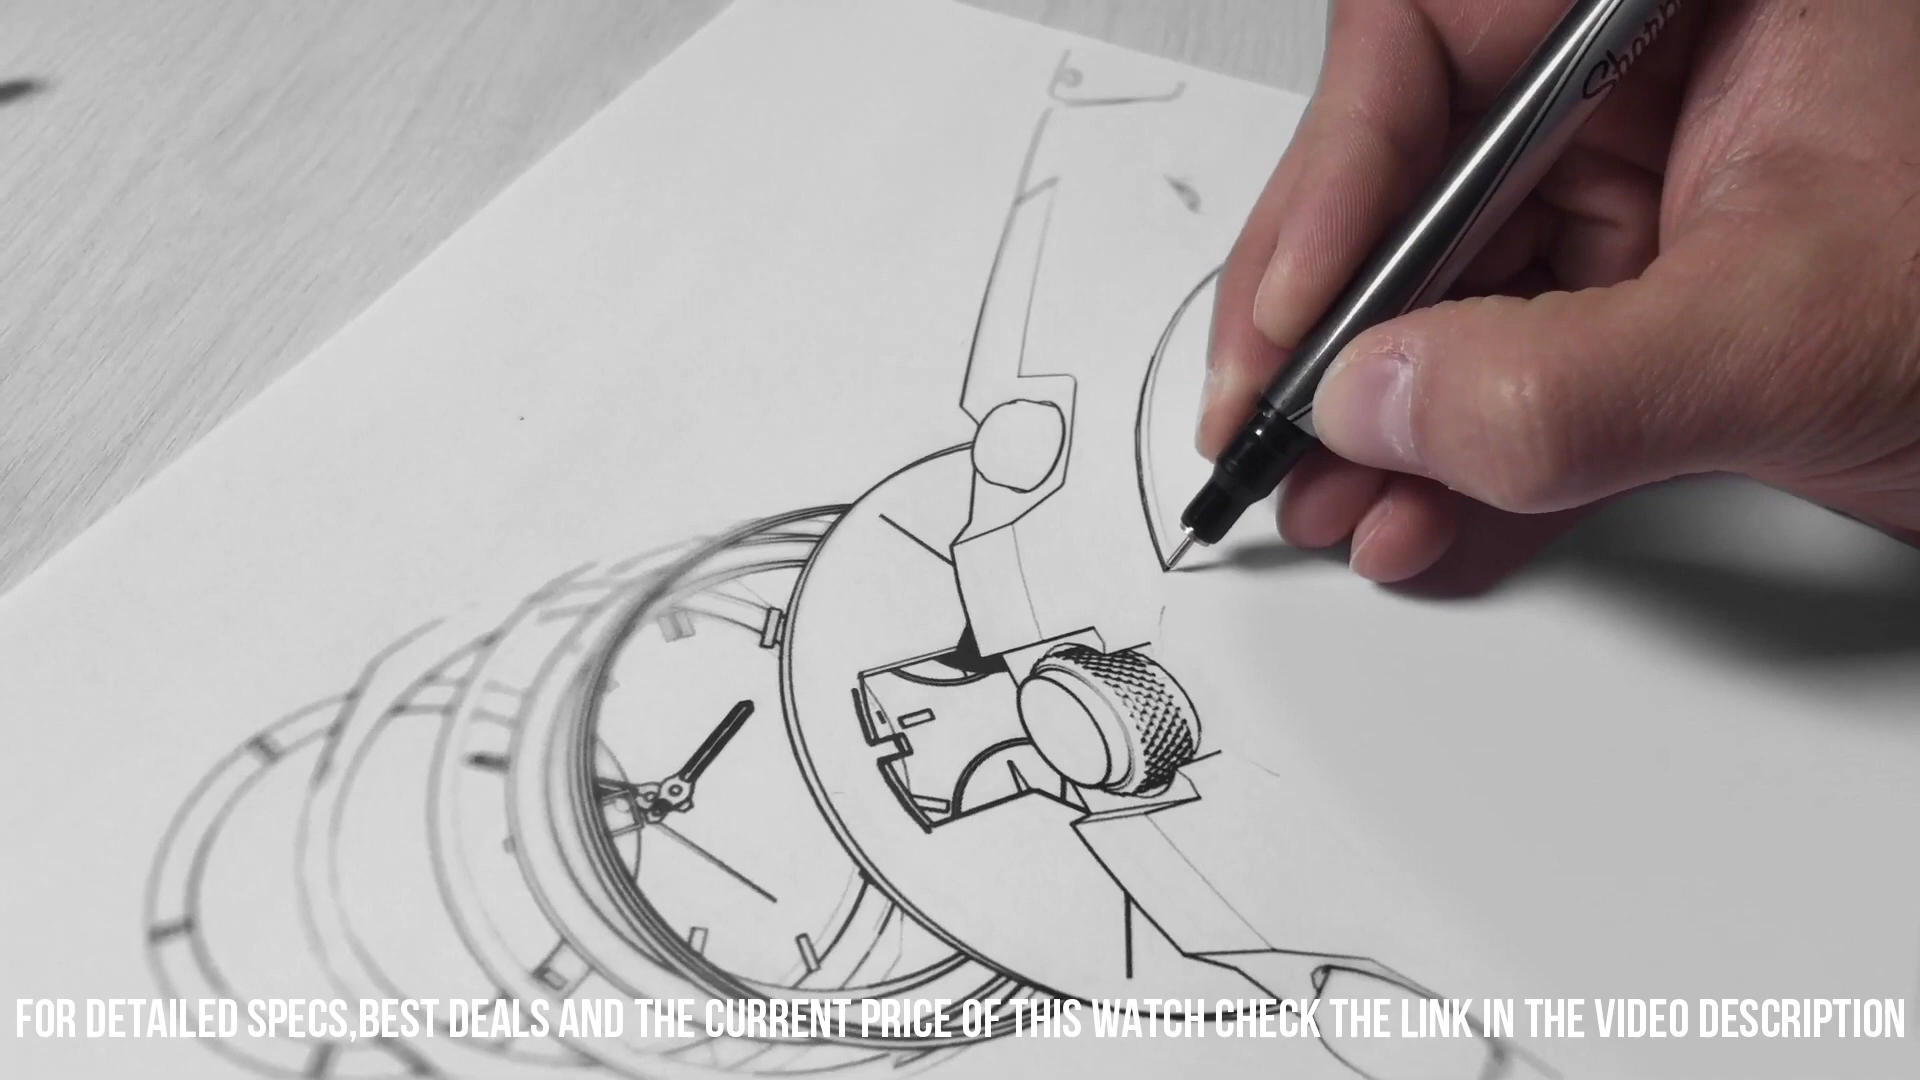 Sharpie
FOR DETAILED SPECS,BEST DEALS AND THE CURRENT PRICE OF THIS WATCH CHECK THE LINK IN THE VIDEO DESCRIPTION